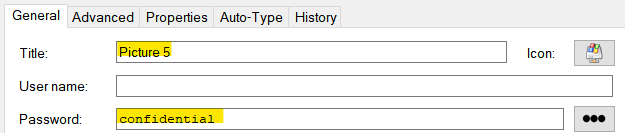 General Advanced Properties Auto-Type History
Title: Picture 5 Icon:
User name:
Password: confidential